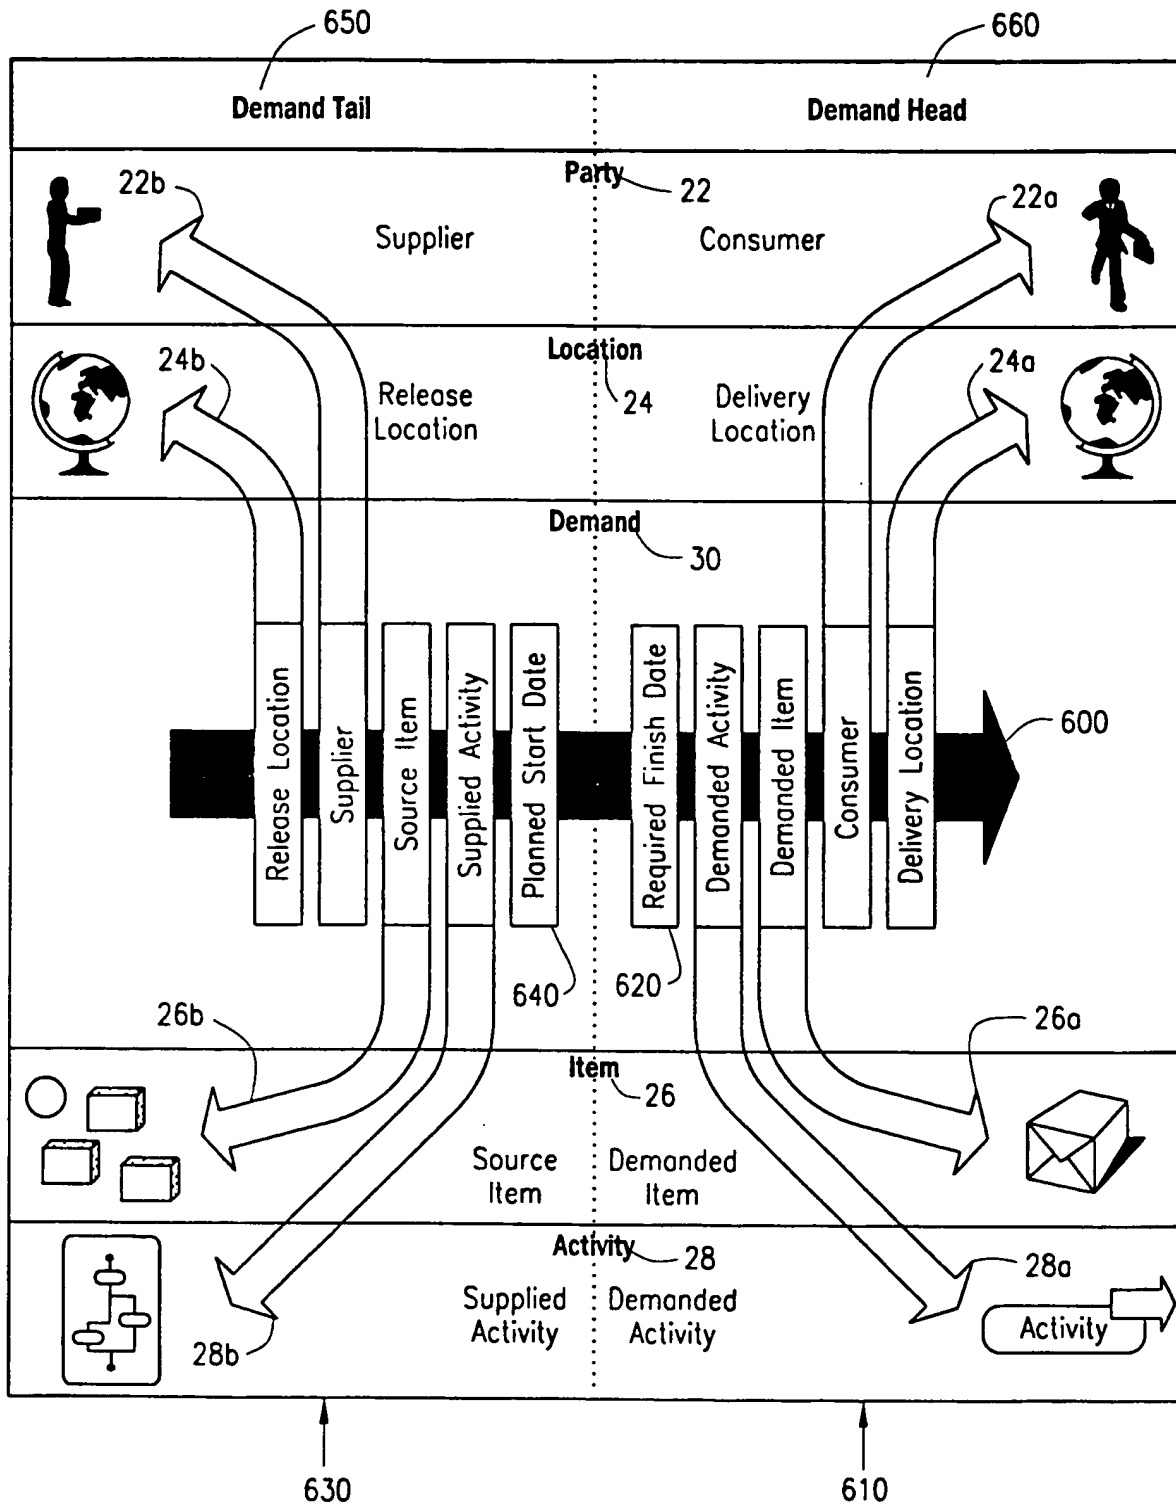 650
660
Demand Tail
Demand Head
Party
22
22b
22a
Supplier
Consumer
Location
24
24b
24a
Release
Location
Delivery
Location
Demand
30
Release Location
Supplier
Source Item
Supplied Activity
Planned Start Date
Required Finish Date
Demanded Activity
Demanded Item
Consumer
Delivery Location
600
640
620
26b
26a
Item
26
Source
Item
Demanded
Item
Activity
28
28a
Supplied
Activity
Demanded
Activity
28b
Activity
630
610